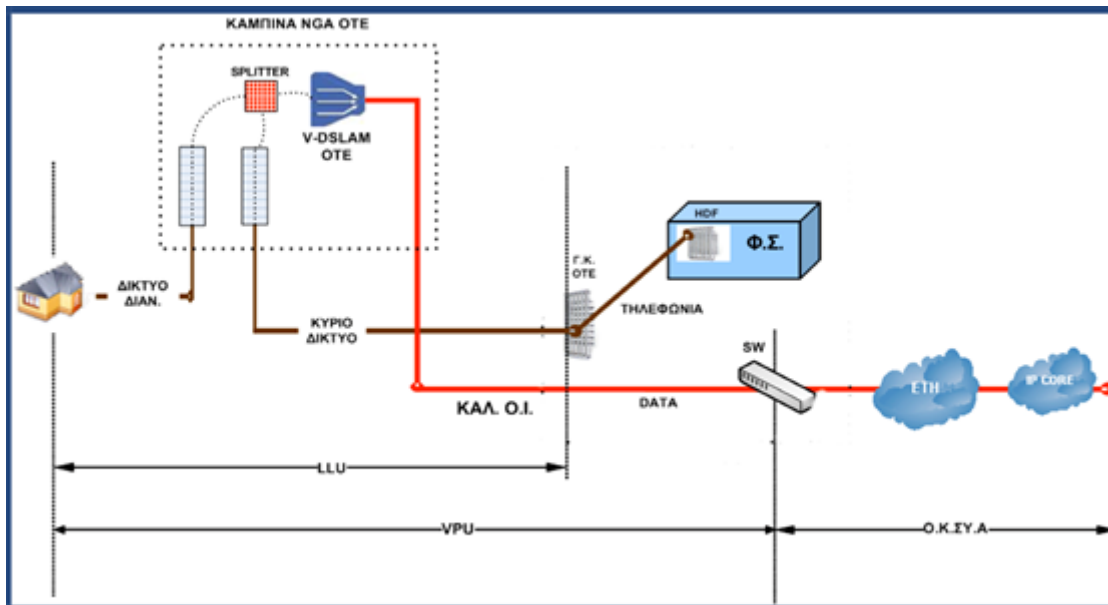 ΚΑΜΠΙΝΑ NGA ΟΤΕ
SPLITTER
V-DSLAM
ΟΤΕ
HDF
Φ.Σ.
Γ.Κ.
ΟΤΕ
ΔΙΚΤΥΟ
ΔΙΑΝ.
ΤΗΛΕΦΩΝΙΑ
ΚΥΡΙΟ
ΔΙΚΤΥΟ
SW
ETH
IP CORE
ΚΑΛ. Ο.Ι.
DATA
LLU
VPU
Ο.Κ.ΣΥ.Α